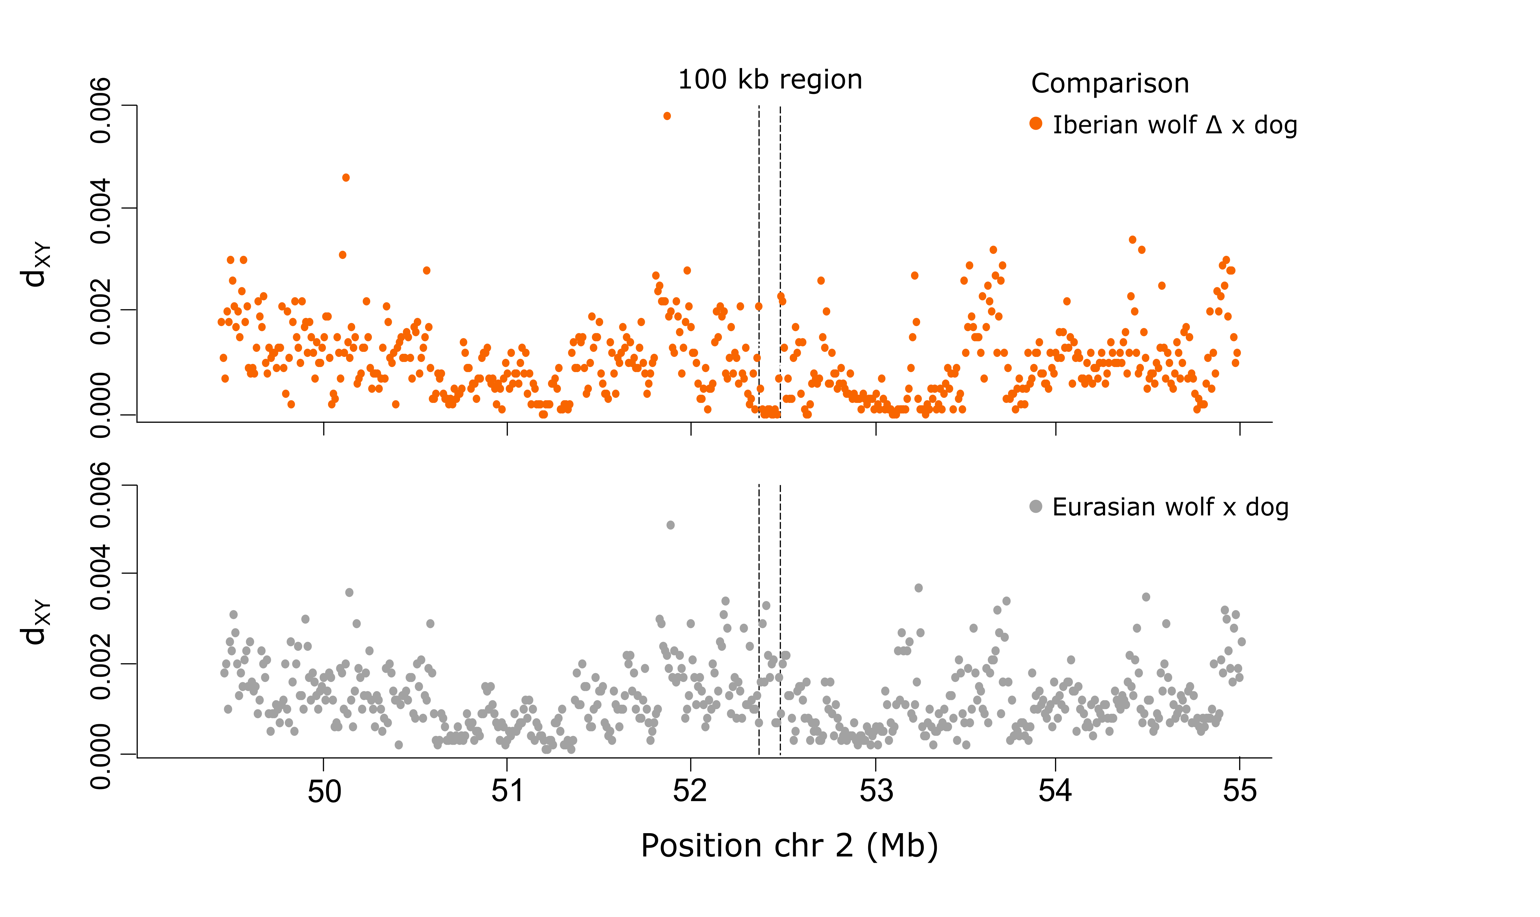 100 kb region
Comparison
Iberian wolf Δ x dog
0.006
0.004
0.002
0.000
dXY
Eurasian wolf x dog
0.006
0.004
0.002
0.000
dXY
50 51 52 53 54 55
Position chr 2 (Mb)